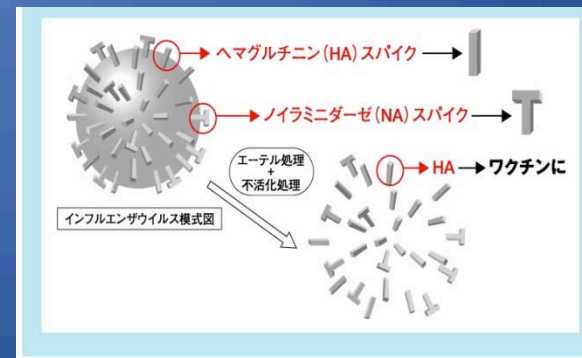 ヘマグルチニン(HA)スパイク
ノイラミニダーゼ(NA)スパイク
エーテル処理
+
不活化処理
HA
ワクチンに
インフルエンザウイルス模式図